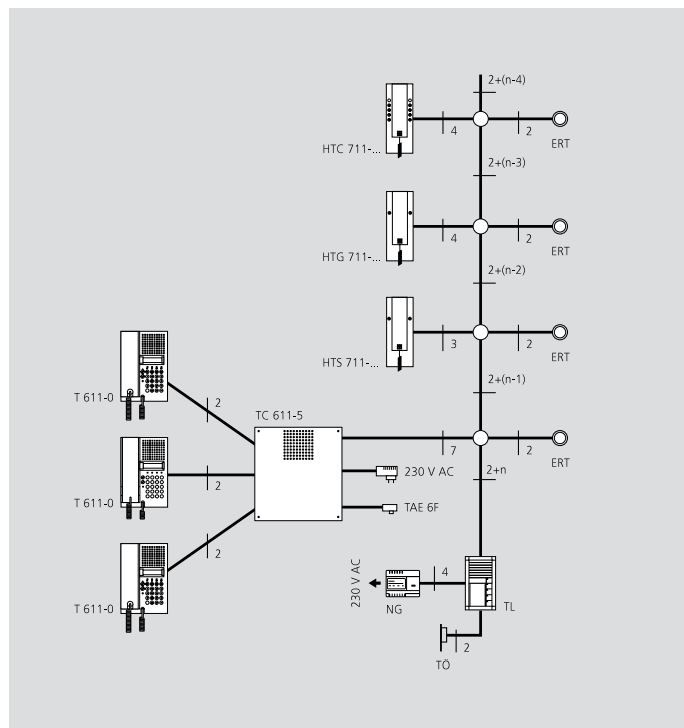 2+(n-4)
4
2
ERT
HTC 711-...
2+(n-3)
4
2
ERT
HTG 711-...
2+(n-2)
3
2
ERT
HTS 711-...
2+(n-1)
T 611-0
2
TC 611-5
7
2
ERT
230 V AC
2+n
T 611-0
2
TAE 6F
2
T 611-0
230 V AC
NG
4
TL
TÖ
2